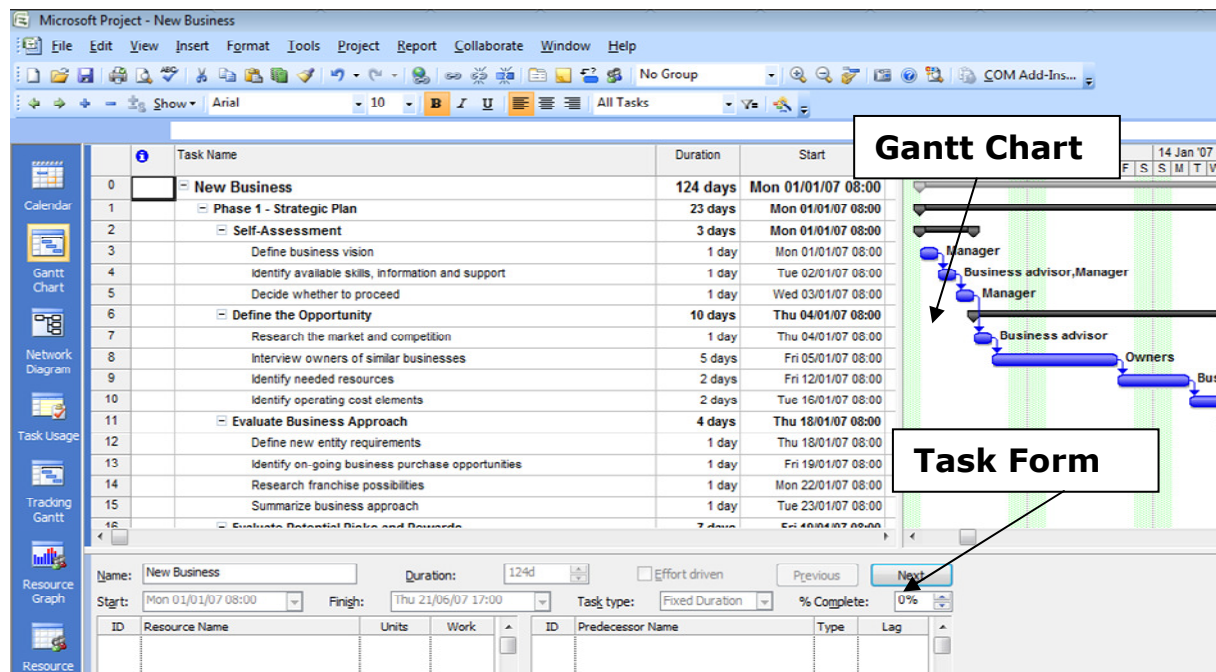 Microsoft Project - New Business
File Edit View Insert Format Tools Project Report Collaborate Window Help
No Group COM Add-Ins...
Show Arial 10 B I U All Tasks
Gantt Chart
Task Name Duration Start 14 Jan '07
F S S M T W
0 New Business 124 days Mon 01/01/07 08:00
1 Phase 1 - Strategic Plan 23 days Mon 01/01/07 08:00
2 Self-Assessment 3 days Mon 01/01/07 08:00
3 Define business vision 1 day Mon 01/01/07 08:00 Manager
4 Identify available skills, information and support 1 day Tue 02/01/07 08:00 Business advisor,Manager
5 Decide whether to proceed 1 day Wed 03/01/07 08:00 Manager
6 Define the Opportunity 10 days Thu 04/01/07 08:00
7 Research the market and competition 1 day Thu 04/01/07 08:00 Business advisor
8 Interview owners of similar businesses 5 days Fri 05/01/07 08:00 Owners
9 Identify needed resources 2 days Fri 12/01/07 08:00 Bus
10 Identify operating cost elements 2 days Tue 16/01/07 08:00
11 Evaluate Business Approach 4 days Thu 18/01/07 08:00
12 Define new entity requirements 1 day Thu 18/01/07 08:00
13 Identify on-going business purchase opportunities 1 day Fri 19/01/07 08:00
14 Research franchise possibilities 1 day Mon 22/01/07 08:00
15 Summarize business approach 1 day Tue 23/01/07 08:00
16 Evaluate Potential Risks and Rewards 7 days Fri 19/01/07 08:00
Task Form
Calendar
Gantt
Chart
Network
Diagram
Task Usage
Tracking
Gantt
Resource
Graph
Resource
Name: New Business Duration: 124d Effort driven Previous Next
Start: Mon 01/01/07 08:00 Finish: Thu 21/06/07 17:00 Task type: Fixed Duration % Complete: 0%
ID Resource Name Units Work ID Predecessor Name Type Lag